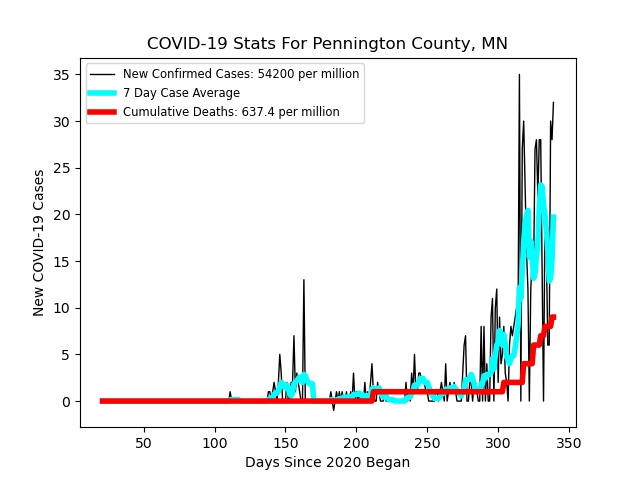 COVID-19 Stats For Pennington County, MN
New Confirmed Cases: 54200 per million
7 Day Case Average
Cumulative Deaths: 637.4 per million
New COVID-19 Cases
35
30
25
20
15
10
5
0
50 100 150 200 250 300 350
Days Since 2020 Began